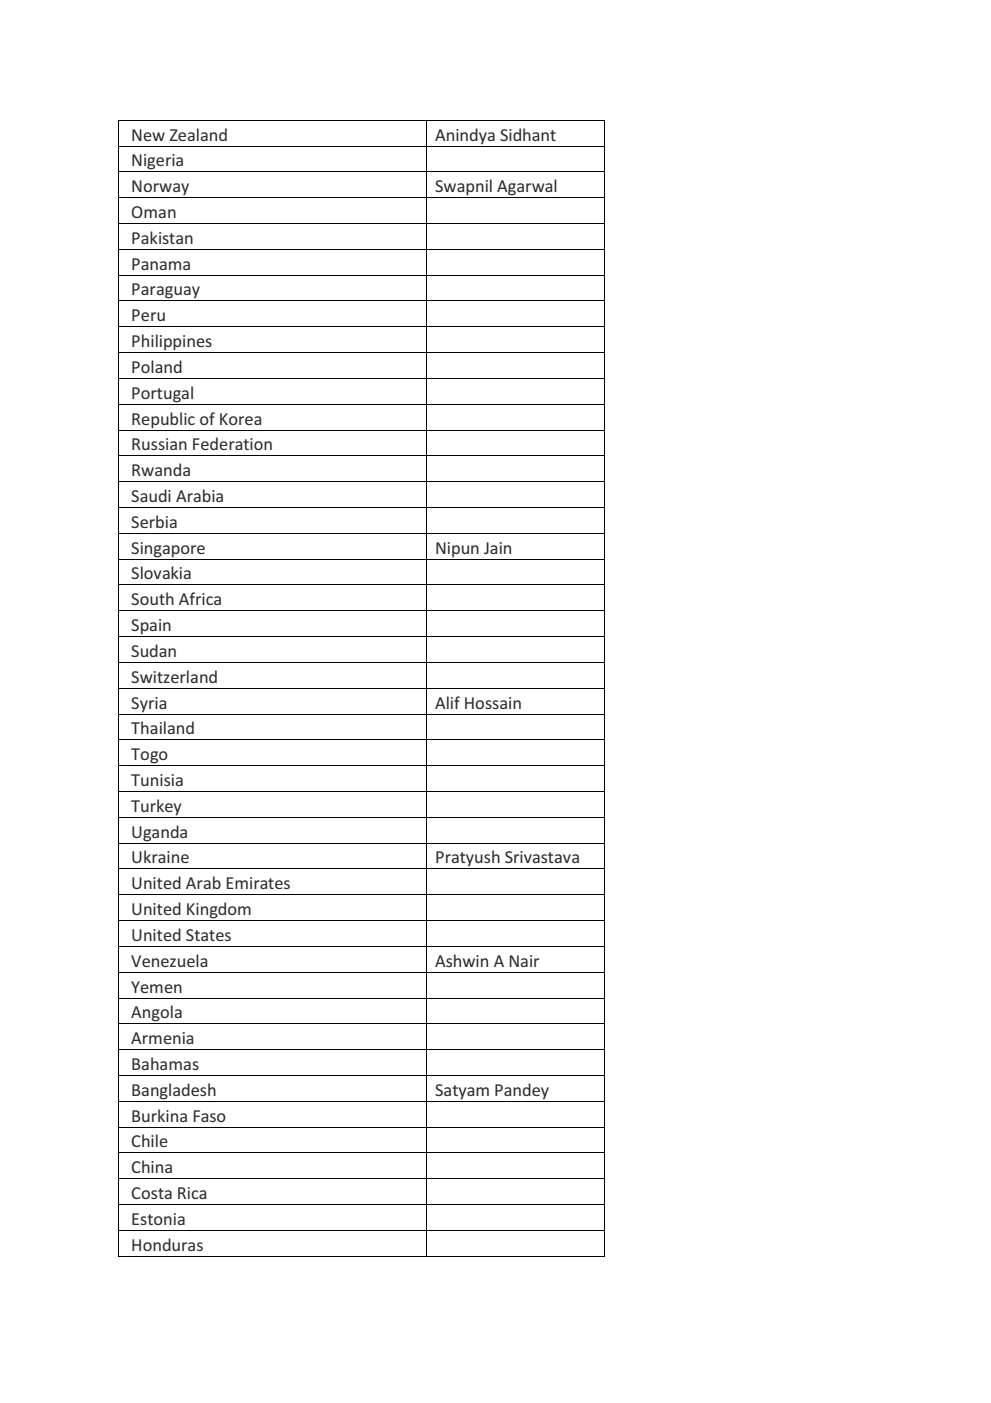 New Zealand Anindya Sidhant
Nigeria
Norway Swapnil Agarwal
Oman
Pakistan
Panama
Paraguay
Peru
Philippines
Poland
Portugal
Republic of Korea
Russian Federation
Rwanda
Saudi Arabia
Serbia
Singapore Nipun Jain
Slovakia
South Africa
Spain
Sudan
Switzerland
Syria Alif Hossain
Thailand
Togo
Tunisia
Turkey
Uganda
Ukraine Pratyush Srivastava
United Arab Emirates
United Kingdom
United States
Venezuela Ashwin A Nair
Yemen
Angola
Armenia
Bahamas
Bangladesh Satyam Pandey
Burkina Faso
Chile
China
Costa Rica
Estonia
Honduras